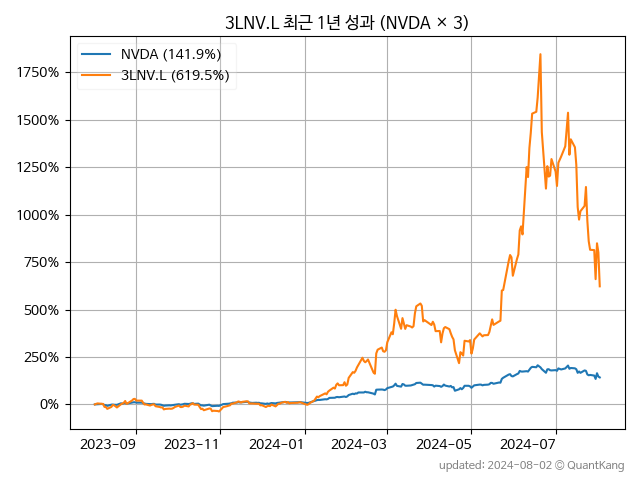 3LNV.L 최근 1년 성과 (NVDA × 3)
NVDA (141.9%)
3LNV.L (619.5%)
1750%
1500%
1250%
1000%
750%
500%
250%
0%
2023-09 2023-11 2024-01 2024-03 2024-05 2024-07
updated: 2024-08-02 © QuantKang